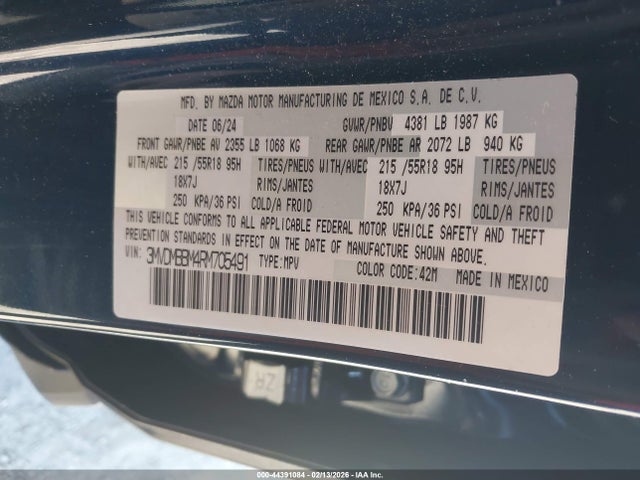 MFD. BY MAZDA MOTOR MANUFACTURING DE MEXICO S.A. DE C.V.
DATE 06/24 GVWR/PNBV 4381 LB 1987 KG
FRONT GAWR/PNBE AV 2355 LB 1068 KG REAR GAWR/PNBE AR 2072 LB 940 KG
WITH/AVEC 215 /55R18 95H TIRES/PNEUS WITH/AVEC 215 /55R18 95H TIRES/PNEUS
18X7J RIMS/JANTES 18X7J RIMS/JANTES
250 KPA/36 PSI COLD/A FROID 250 KPA/36 PSI COLD/A FROID
THIS VEHICLE CONFORMS TO ALL APPLICABLE FEDERAL MOTOR VEHICLE SAFETY AND THEFT
PREVENTION STANDARDS IN EFFECT ON THE DATE OF MANUFACTURE SHOWN ABOVE.
VIN: 3MVDMBBM4RM705491 TYPE:MPV COLOR CODE:42M MADE IN MEXICO
ZR
000-44391084 - 02/13/2026 - IAA Inc.